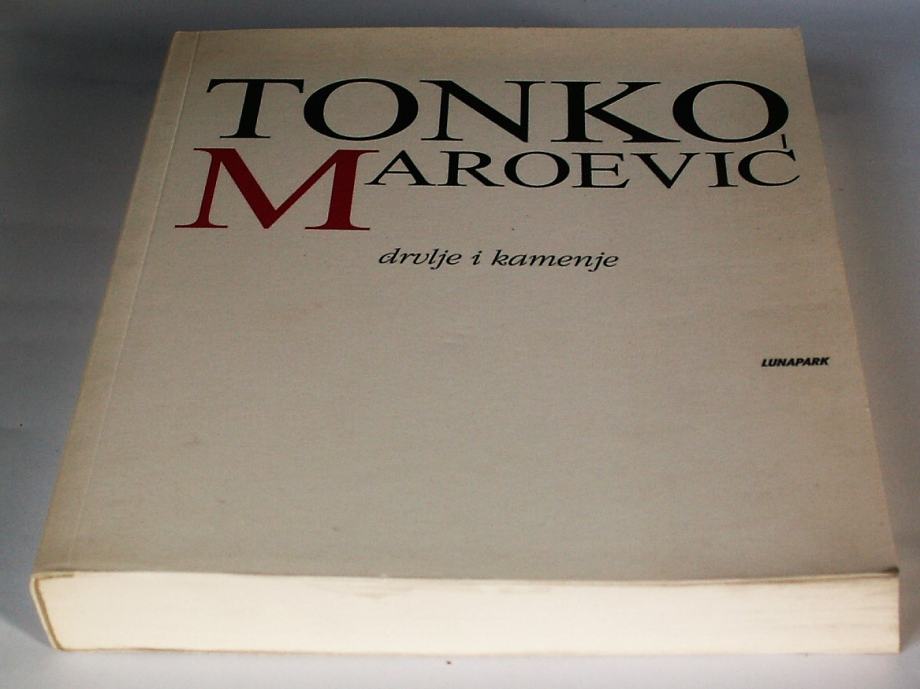 TONKO
MAROEVIĆ
drvlje i kamenje
LUNAPARK